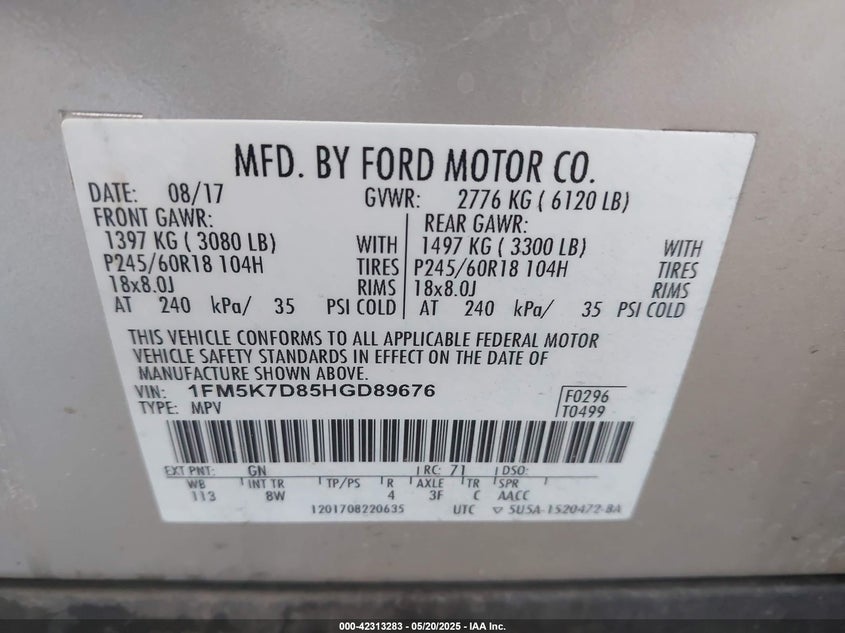 MFD. BY FORD MOTOR CO.
DATE: 08/17 GVWR: 2776 KG ( 6120 LB)
FRONT GAWR: REAR GAWR:
1397 KG ( 3080 LB) WITH 1497 KG ( 3300 LB) WITH
P245/60R18 104H TIRES P245/60R18 104H TIRES
18x8.0J RIMS 18x8.0J RIMS
AT 240 kPa/ 35 PSI COLD AT 240 kPa/ 35 PSI COLD
THIS VEHICLE CONFORMS TO ALL APPLICABLE FEDERAL MOTOR
VEHICLE SAFETY STANDARDS IN EFFECT ON THE DATE OF
MANUFACTURE SHOWN ABOVE.
VIN: 1FM5K7D85HGD89676 F0296
TYPE: MPV T0499
EXT PNT: GN RC: 71 DSO:
WB INT TR TP/PS R AXLE TR SPR
113 8W 4 3F C AACC
1201708220635 UTC ▽ 5U5A-1520472-BA
000-42313283 - 05/20/2025 - IAA Inc.